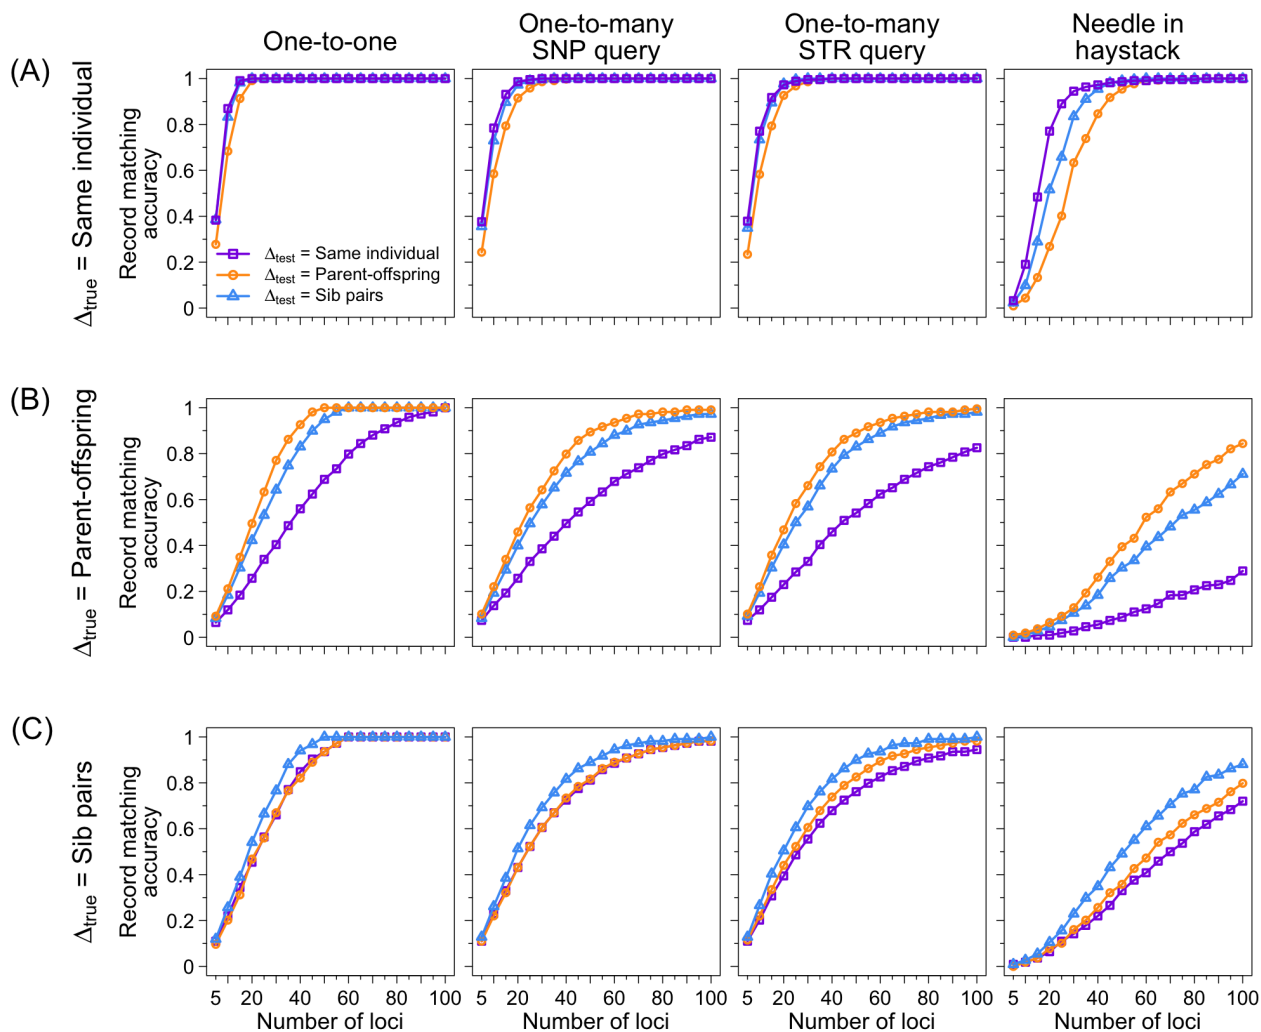 One-to-one
One-to-many
SNP query
One-to-many
STR query
Needle in
haystack
(A)
Δtrue = Same individual
Record matching
accuracy
1
0.8
0.6
0.4
0.2
0
Δtest = Same individual
Δtest = Parent-offspring
Δtest = Sib pairs
(B)
Δtrue = Parent-offspring
Record matching
accuracy
1
0.8
0.6
0.4
0.2
0
(C)
Δtrue = Sib pairs
Record matching
accuracy
1
0.8
0.6
0.4
0.2
0
5 20 40 60 80 100
5 20 40 60 80 100
5 20 40 60 80 100
5 20 40 60 80 100
Number of loci
Number of loci
Number of loci
Number of loci